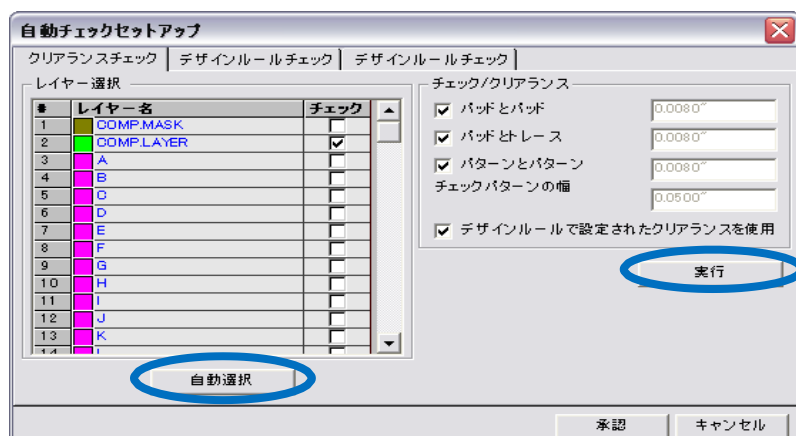 自動チェックセットアップ
クリアランスチェック デザインルールチェック デザインルールチェック
レイヤー選択
# レイヤー名 チェック
1 COMP.MASK
2 COMP.LAYER
3 A
4 B
5 C
6 D
7 E
8 F
9 G
10 H
11 I
12 J
13 K
14 L
自動選択
チェック/クリアランス
パッドとパッド 0.0080"
パッドとトレース 0.0080"
パターンとパターン 0.0080"
チェックパターンの幅 0.0500"
デザインルールで設定されたクリアランスを使用
実行
承認 キャンセル